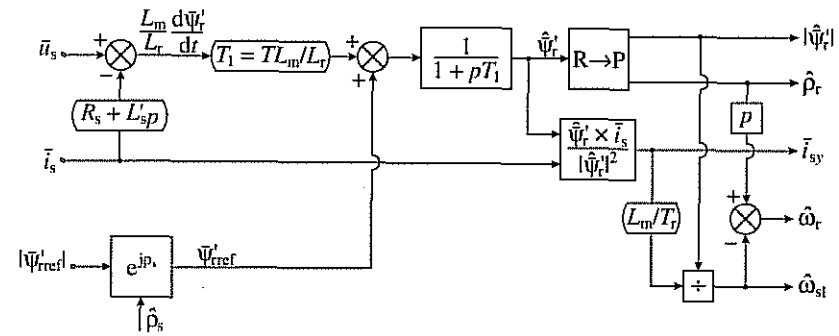 ū_s + L_m/L_r dψ̄'_r/dt T_1 = TL_m/L_r ÷ + 1/(1 + pT_1) ψ̂̄'_r R→P |ψ̂̄'_r|
−
ρ̂_r
R_s + L'_s p
p
ī_s ψ̂̄'_r × ī_s / |ψ̂̄'_r|² ī_sy
L_m/T_r + − ω̂_r
|ψ̄'_rref| e^jρ_s ψ̄'_rref ÷ ω̂_sl
ρ̂_s